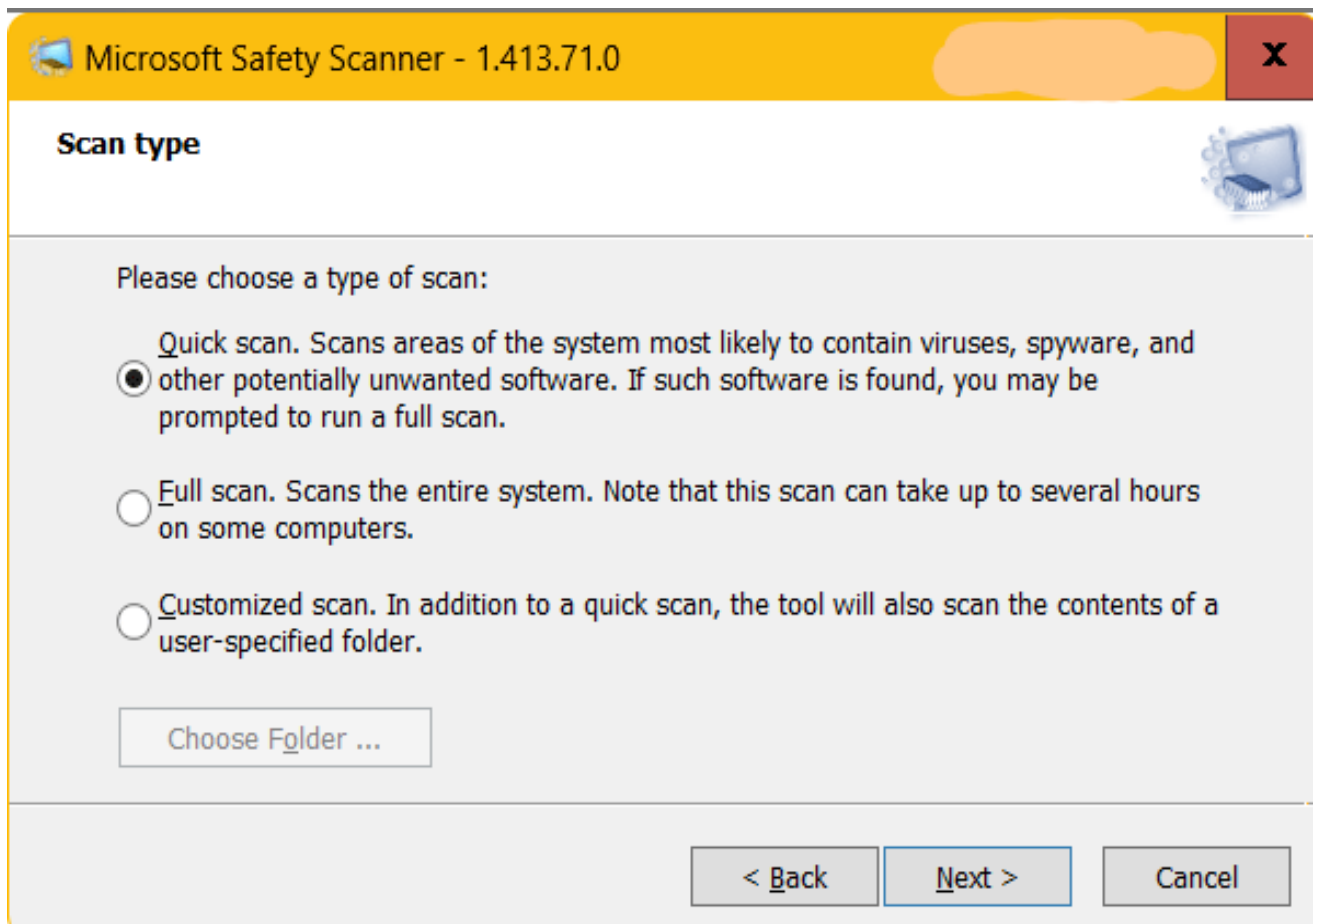 Microsoft Safety Scanner - 1.413.71.0
X
Scan type
Please choose a type of scan:
Quick scan. Scans areas of the system most likely to contain viruses, spyware, and
other potentially unwanted software. If such software is found, you may be
prompted to run a full scan.
Full scan. Scans the entire system. Note that this scan can take up to several hours
on some computers.
Customized scan. In addition to a quick scan, the tool will also scan the contents of a
user-specified folder.
Choose Folder ...
< Back
Next >
Cancel